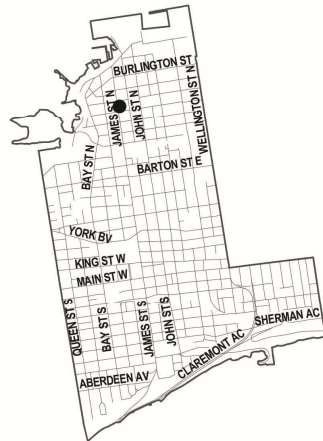 BURLINGTON ST
JAMES ST N
JOHN ST N
WELLINGTON ST N
BAY ST N
BARTON ST E
YORK BV
KING ST W
MAIN ST W
QUEEN ST S
BAY ST S
JAMES ST S
JOHN ST S
CLAREMONT AC
SHERMAN AC
ABERDEEN AV